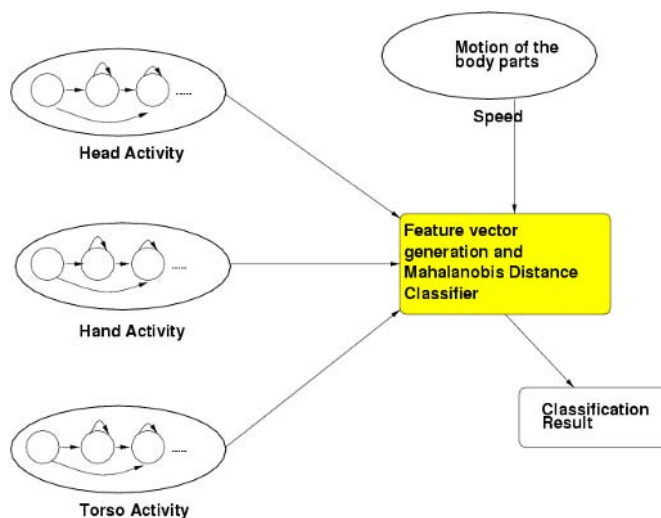 Motion of the
body parts
.....
Head Activity
Speed
Feature vector
generation and
Mahalanobis Distance
Classifier
.....
Hand Activity
Classification
Result
.....
Torso Activity